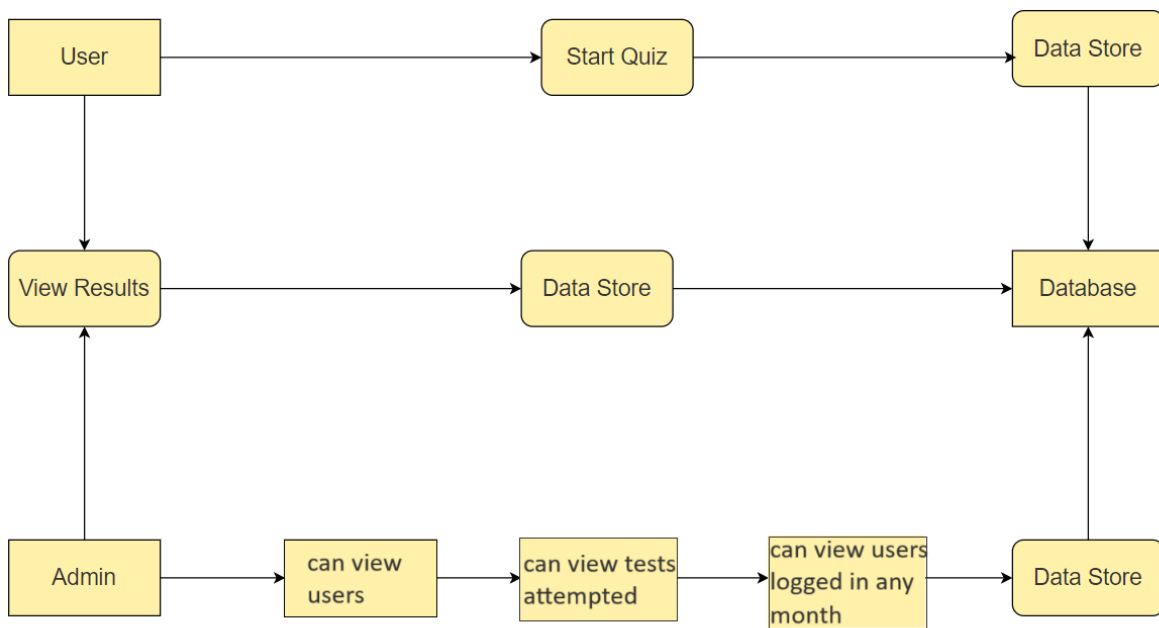 User
Start Quiz
Data Store
View Results
Data Store
Database
Admin
can view
users
can view tests
attempted
can view users
logged in any
month
Data Store